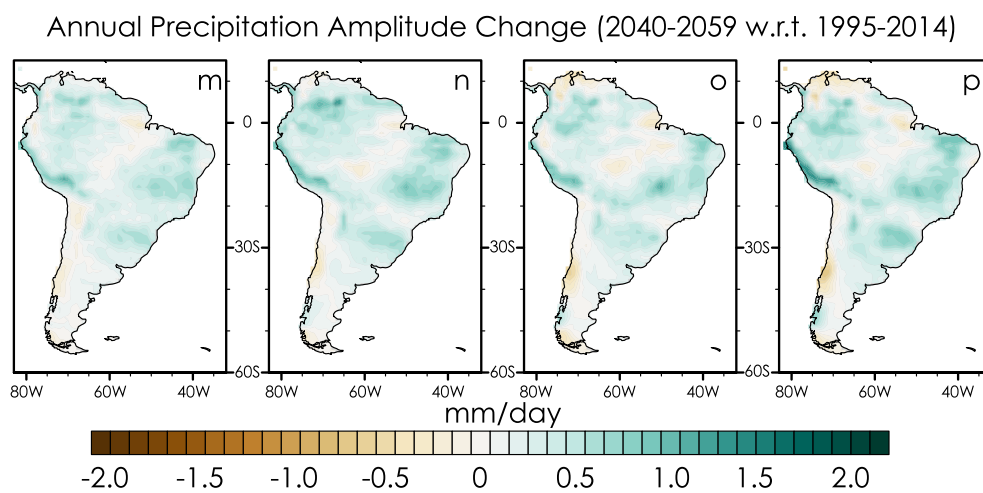 Annual Precipitation Amplitude Change (2040-2059 w.r.t. 1995-2014)
m n o p
0 0 0
30S 30S 30S
60S 60S 60S
80W 60W 40W 80W 60W 40W 80W 60W 40W 80W 60W 40W
mm/day
-2.0 -1.5 -1.0 -0.5 0 0.5 1.0 1.5 2.0